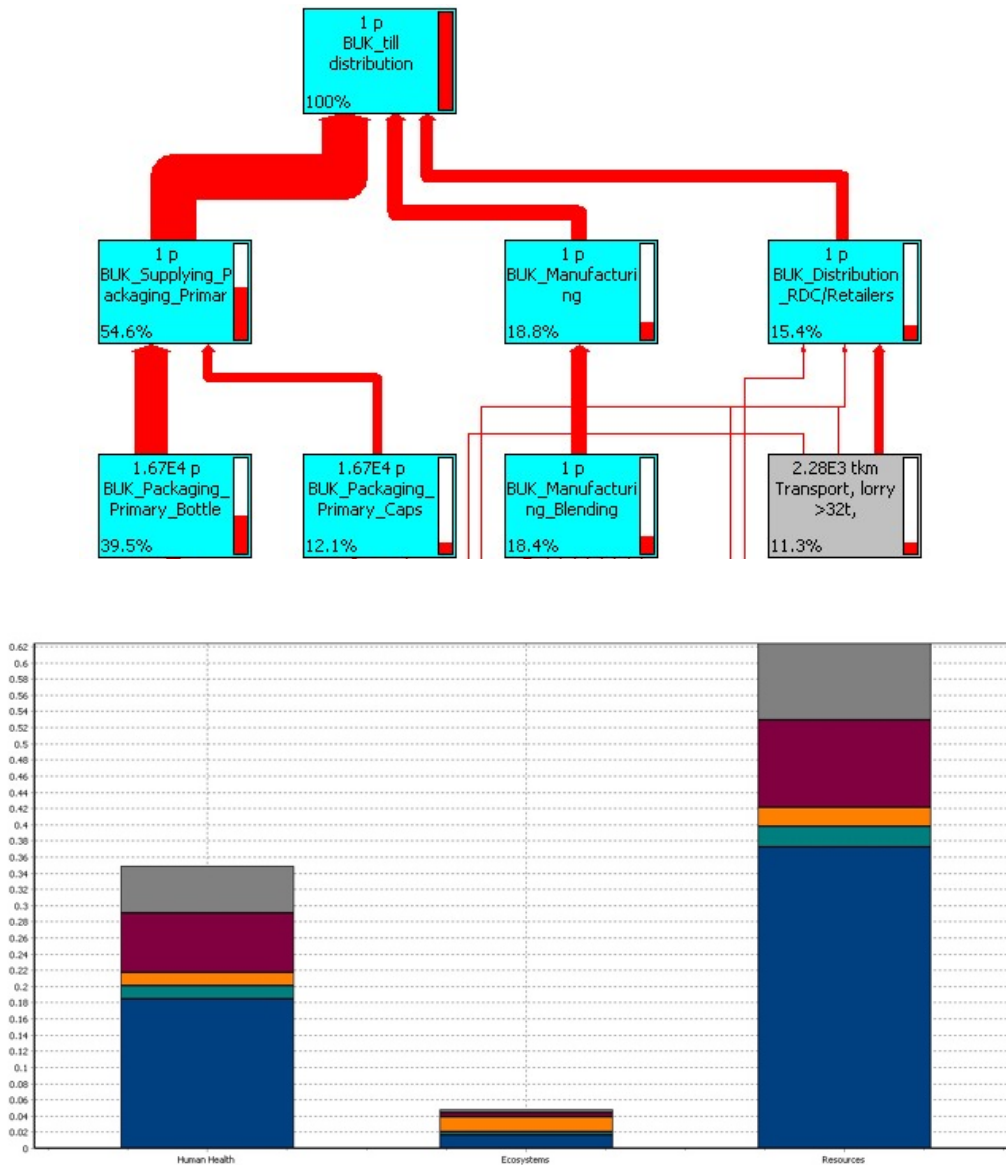 1 p
BUK_till
distribution
100%
1 p
BUK_Supplying_P
ackaging_Primar
54.6%
1 p
BUK_Manufacturi
ng
18.8%
1 p
BUK_Distribution
_RDC/Retailers
15.4%
1.67E4 p
BUK_Packaging_
Primary_Bottle
39.5%
1.67E4 p
BUK_Packaging_
Primary_Caps
12.1%
1 p
BUK_Manufacturi
ng_Blending
18.4%
2.28E3 tkm
Transport, lorry
>32t,
11.3%
0.62
0.6
0.58
0.56
0.54
0.52
0.5
0.48
0.46
0.44
0.42
0.4
0.38
0.36
0.34
0.32
0.3
0.28
0.26
0.24
0.22
0.2
0.18
0.16
0.14
0.12
0.1
0.08
0.06
0.04
0.02
0
Human Health
Ecosystems
Resources